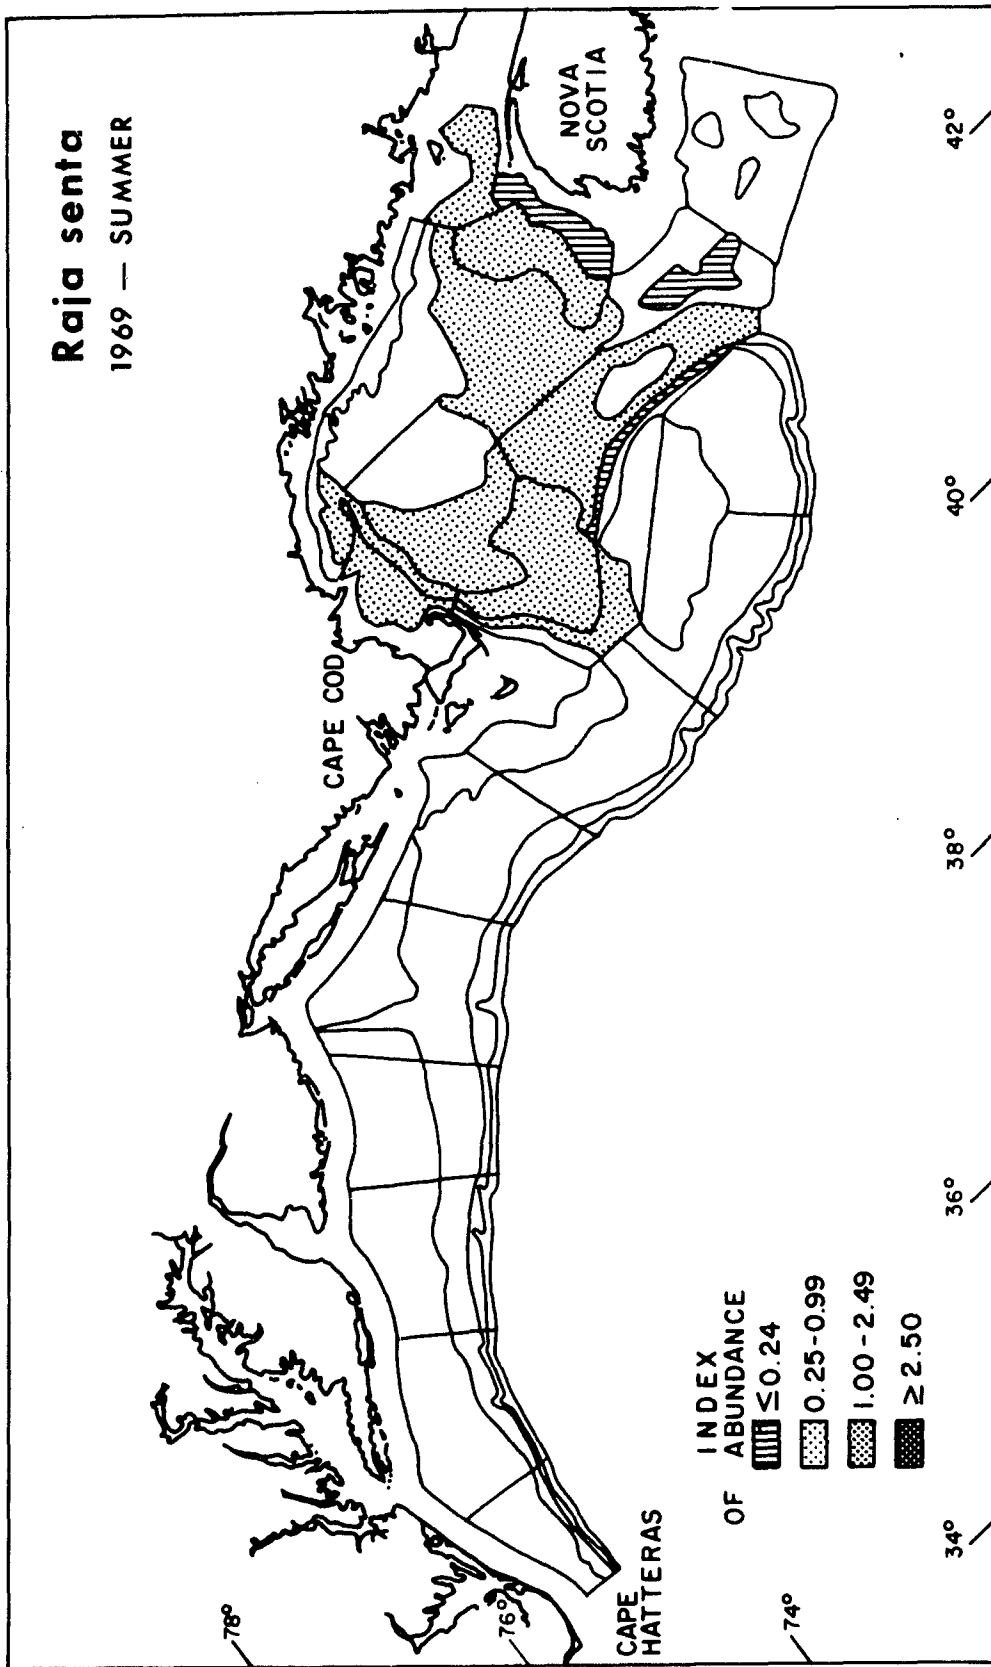 Raja senta
1969 — SUMMER
NOVA
SCOTIA
CAPE COD
CAPE
HATTERAS
INDEX
OF ABUNDANCE
≤0.24
0.25-0.99
1.00-2.49
≥ 2.50
78°
76°
74°
34°
36°
38°
40°
42°